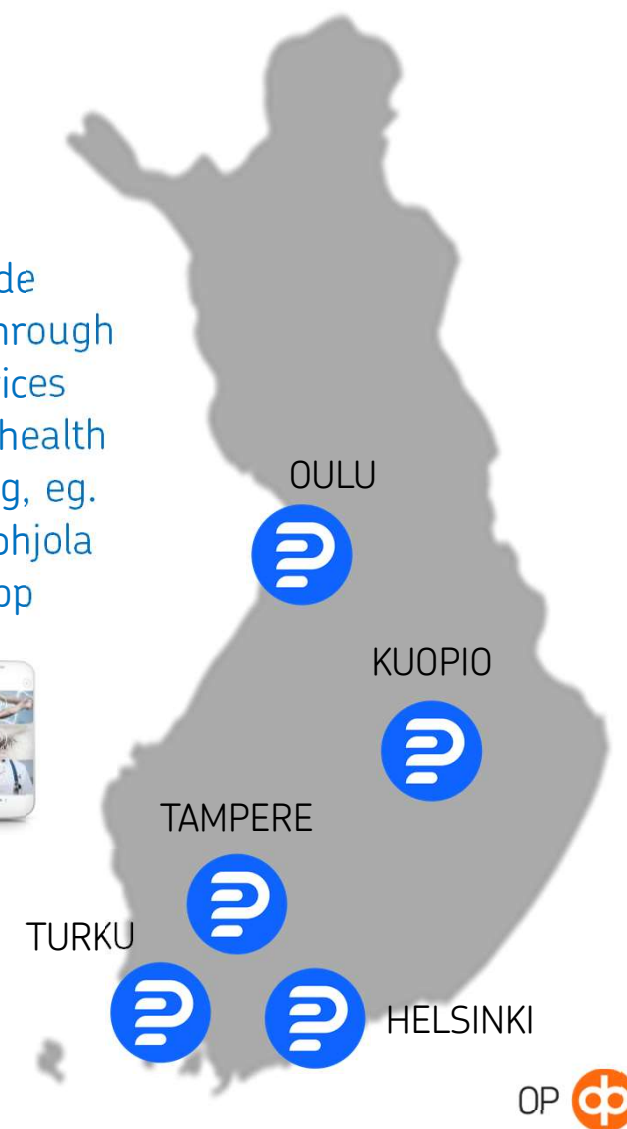 de
hrough
ices
health
g, eg.
ohjola
op
OULU
KUOPIO
TAMPERE
TURKU
HELSINKI
OP